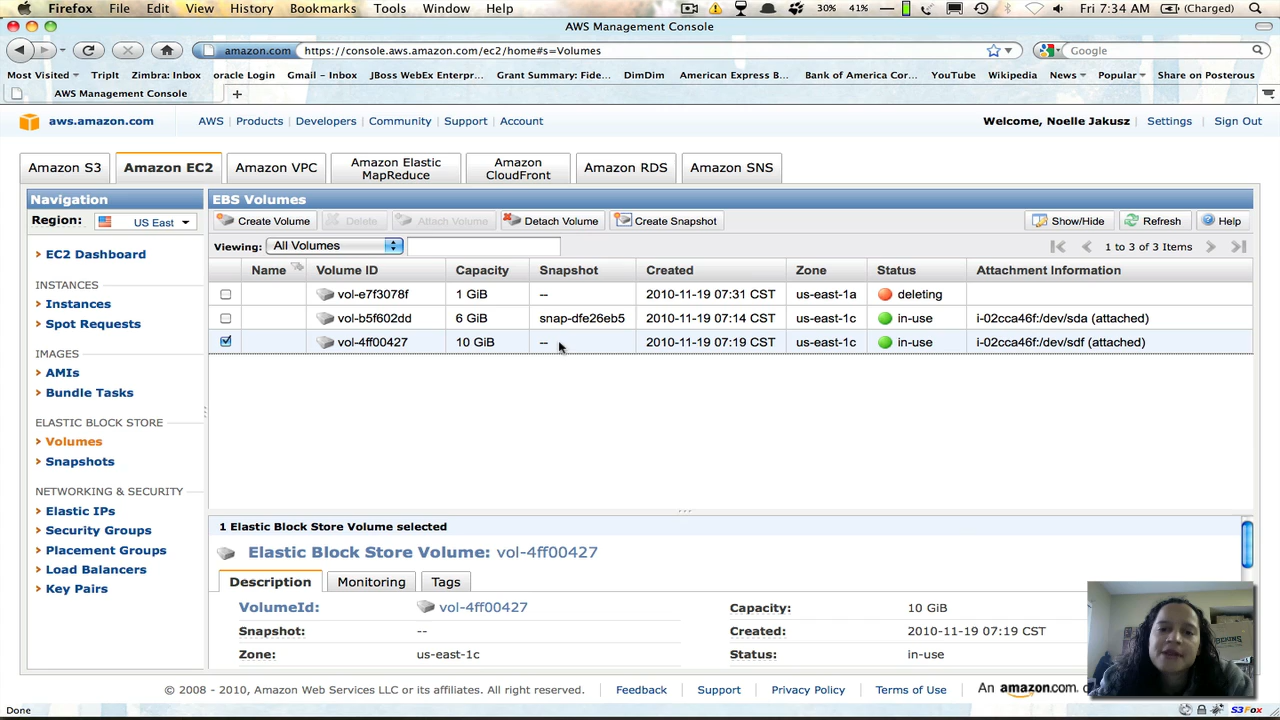 Firefox File Edit View History Bookmarks Tools Window Help 30% 41% Fri 7:34 AM (Charged)
AWS Management Console
amazon.com https://console.aws.amazon.com/ec2/home#s=Volumes Google
Most Visited TripIt Zimbra: Inbox oracle Login Gmail - Inbox JBoss WebEx Enterpr... Grant Summary: Fide... DimDim American Express B... Bank of America Cor... YouTube Wikipedia News Popular Share on Posterous
AWS Management Console
aws.amazon.com AWS Products Developers Community Support Account Welcome, Noelle Jakusz Settings Sign Out
Amazon S3 Amazon EC2 Amazon VPC Amazon Elastic MapReduce Amazon CloudFront Amazon RDS Amazon SNS
Navigation EBS Volumes
Region: US East Create Volume Delete Attach Volume Detach Volume Create Snapshot Show/Hide Refresh Help
Viewing: All Volumes 1 to 3 of 3 Items
EC2 Dashboard
INSTANCES
Instances
Spot Requests
IMAGES
AMIs
Bundle Tasks
ELASTIC BLOCK STORE
Volumes
Snapshots
NETWORKING & SECURITY
Elastic IPs
Security Groups
Placement Groups
Load Balancers
Key Pairs
Name Volume ID Capacity Snapshot Created Zone Status Attachment Information
vol-e7f3078f 1 GiB -- 2010-11-19 07:31 CST us-east-1a deleting
vol-b5f602dd 6 GiB snap-dfe26eb5 2010-11-19 07:14 CST us-east-1c in-use i-02cca46f:/dev/sda (attached)
vol-4ff00427 10 GiB -- 2010-11-19 07:19 CST us-east-1c in-use i-02cca46f:/dev/sdf (attached)
1 Elastic Block Store Volume selected
Elastic Block Store Volume: vol-4ff00427
Description Monitoring Tags
VolumeId: vol-4ff00427 Capacity: 10 GiB
Snapshot: -- Created: 2010-11-19 07:19 CST
Zone: us-east-1c Status: in-use
© 2008 - 2010, Amazon Web Services LLC or its affiliates. All right reserved. Feedback Support Privacy Policy Terms of Use An amazon.com
Done S3Fox